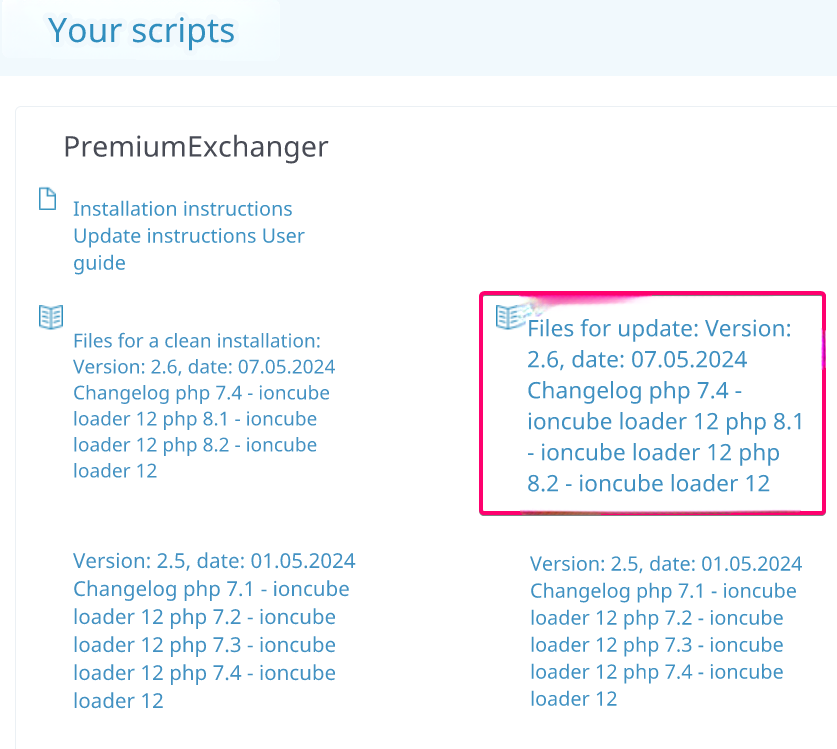 Your scripts
PremiumExchanger
Installation instructions
Update instructions User
guide
Files for a clean installation:
Version: 2.6, date: 07.05.2024
Changelog php 7.4 - ioncube
loader 12 php 8.1 - ioncube
loader 12 php 8.2 - ioncube
loader 12
Files for update: Version:
2.6, date: 07.05.2024
Changelog php 7.4 -
ioncube loader 12 php 8.1
- ioncube loader 12 php
8.2 - ioncube loader 12
Version: 2.5, date: 01.05.2024
Changelog php 7.1 - ioncube
loader 12 php 7.2 - ioncube
loader 12 php 7.3 - ioncube
loader 12 php 7.4 - ioncube
loader 12
Version: 2.5, date: 01.05.2024
Changelog php 7.1 - ioncube
loader 12 php 7.2 - ioncube
loader 12 php 7.3 - ioncube
loader 12 php 7.4 - ioncube
loader 12